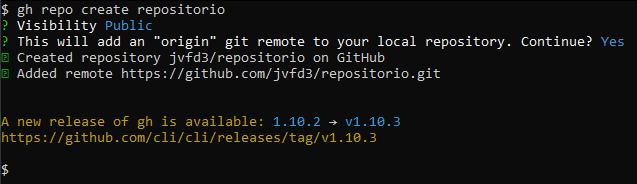 $ gh repo create repositorio
? Visibility Public
? This will add an "origin" git remote to your local repository. Continue? Yes
⍰ Created repository jvfd3/repositorio on GitHub
⍰ Added remote https://github.com/jvfd3/repositorio.git
A new release of gh is available: 1.10.2 → v1.10.3
https://github.com/cli/cli/releases/tag/v1.10.3
$